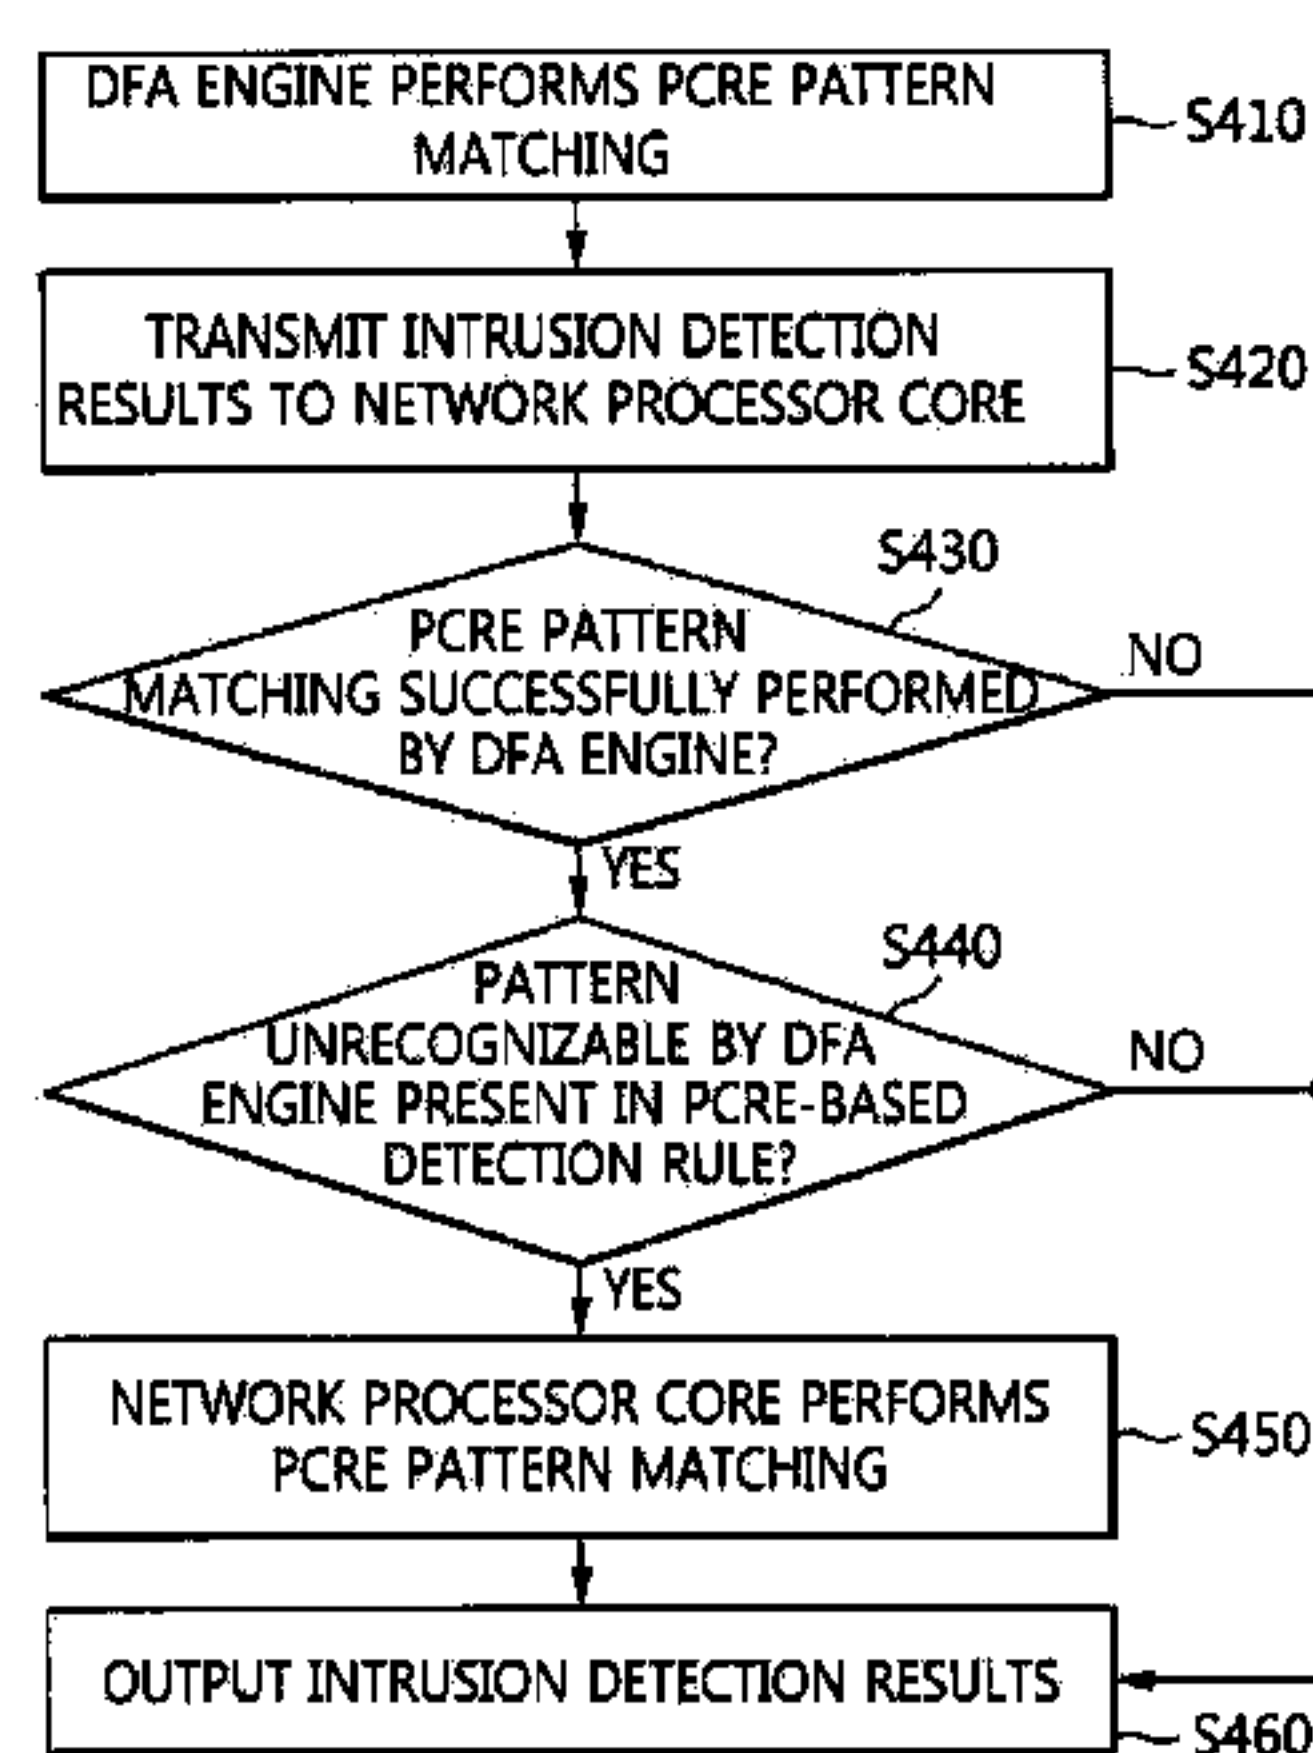 DFA ENGINE PERFORMS PCRE PATTERN
MATCHING
S410
TRANSMIT INTRUSION DETECTION
RESULTS TO NETWORK PROCESSOR CORE
S420
S430
PCRE PATTERN
MATCHING SUCCESSFULLY PERFORMED
BY DFA ENGINE?
NO
YES
S440
PATTERN
UNRECOGNIZABLE BY DFA
ENGINE PRESENT IN PCRE-BASED
DETECTION RULE?
NO
YES
NETWORK PROCESSOR CORE PERFORMS
PCRE PATTERN MATCHING
S450
OUTPUT INTRUSION DETECTION RESULTS
S460